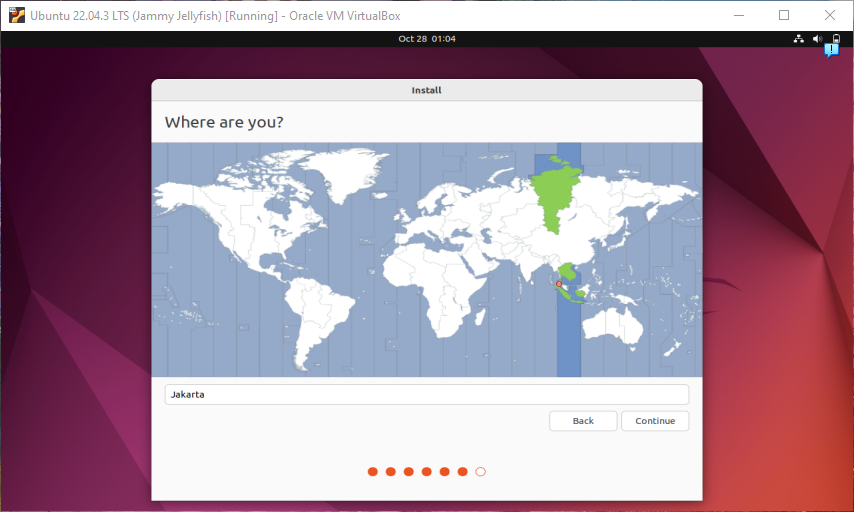 Ubuntu 22.04.3 LTS (Jammy Jellyfish) [Running] - Oracle VM VirtualBox
Oct 28 01:04
Install
Where are you?
Jakarta
Back
Continue